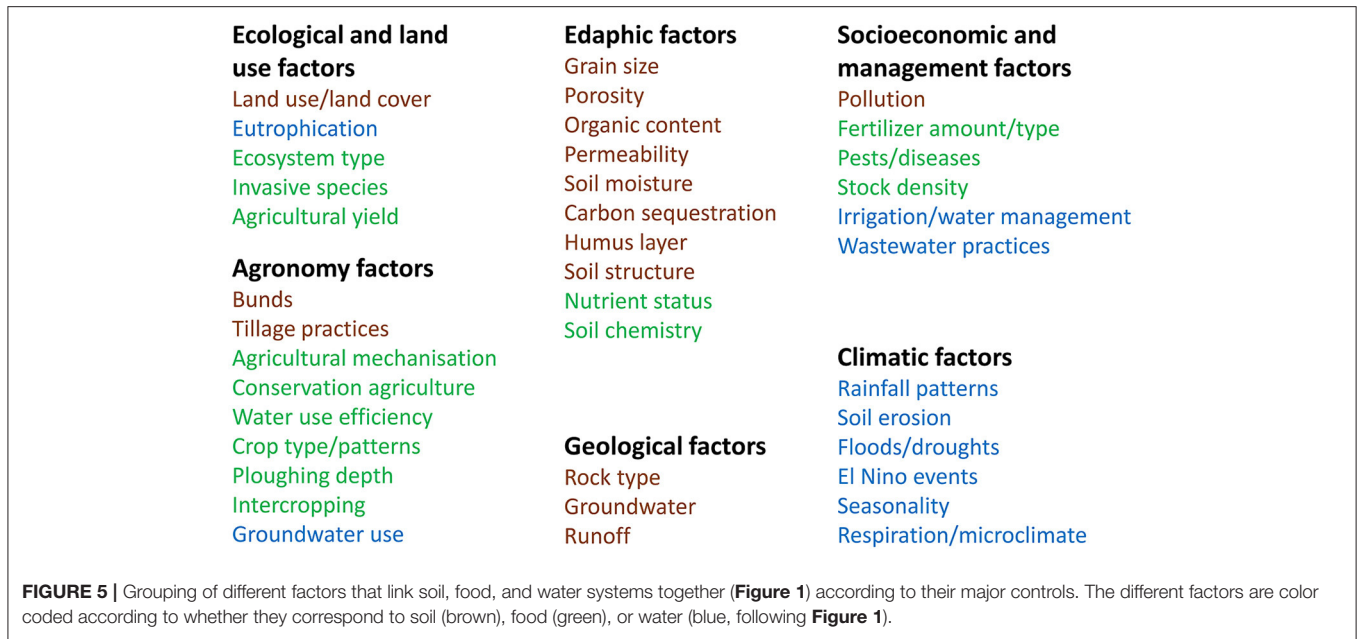 Ecological and land
use factors
Land use/land cover
Eutrophication
Ecosystem type
Invasive species
Agricultural yield
Agronomy factors
Bunds
Tillage practices
Agricultural mechanisation
Conservation agriculture
Water use efficiency
Crop type/patterns
Ploughing depth
Intercropping
Groundwater use
Edaphic factors
Grain size
Porosity
Organic content
Permeability
Soil moisture
Carbon sequestration
Humus layer
Soil structure
Nutrient status
Soil chemistry
Geological factors
Rock type
Groundwater
Runoff
Socioeconomic and
management factors
Pollution
Fertilizer amount/type
Pests/diseases
Stock density
Irrigation/water management
Wastewater practices
Climatic factors
Rainfall patterns
Soil erosion
Floods/droughts
El Nino events
Seasonality
Respiration/microclimate
FIGURE 5 | Grouping of different factors that link soil, food, and water systems together (Figure 1) according to their major controls. The different factors are color
coded according to whether they correspond to soil (brown), food (green), or water (blue, following Figure 1).